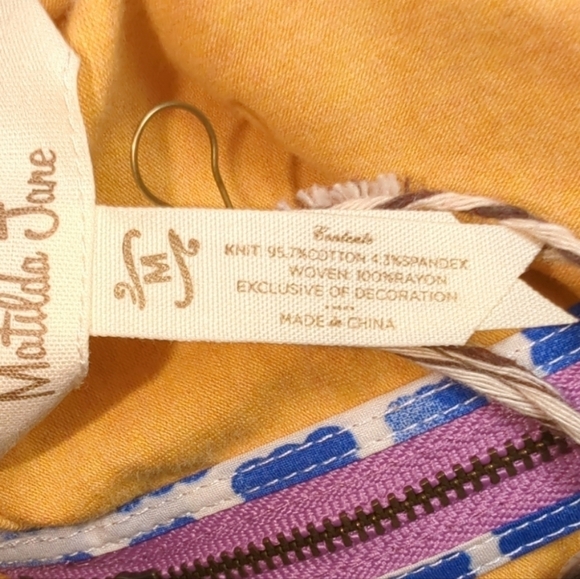 Matilda Jane
M
Contents
KNIT: 95.7%COTTON 4.3%SPANDEX
WOVEN: 100%RAYON
EXCLUSIVE OF DECORATION
MADE in CHINA